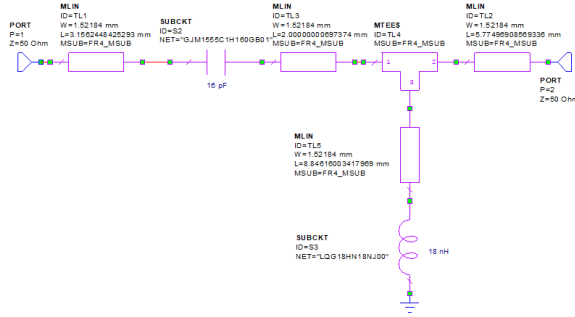 MLIN
ID=TL1
W=1.52184 mm
L=3.1562448425293 mm
MSUB=FR4_MSUB
SUBCKT
ID=S2
NET="GJM1555C1H160GB01"
16 pF
MLIN
ID=TL3
W=1.52184 mm
L=2.00000000697374 mm
MSUB=FR4_MSUB
MTEE$
ID=TL4
MSUB=FR4_MSUB
MLIN
ID=TL2
W=1.52184 mm
L=5.77496908569336 mm
MSUB=FR4_MSUB
PORT
P=1
Z=50 Ohm
1
2
3
PORT
P=2
Z=50 Ohm
MLIN
ID=TL5
W=1.52184 mm
L=8.84616003417969 mm
MSUB=FR4_MSUB
SUBCKT
ID=S3
NET="LQG18HN18NJ00"
18 nH